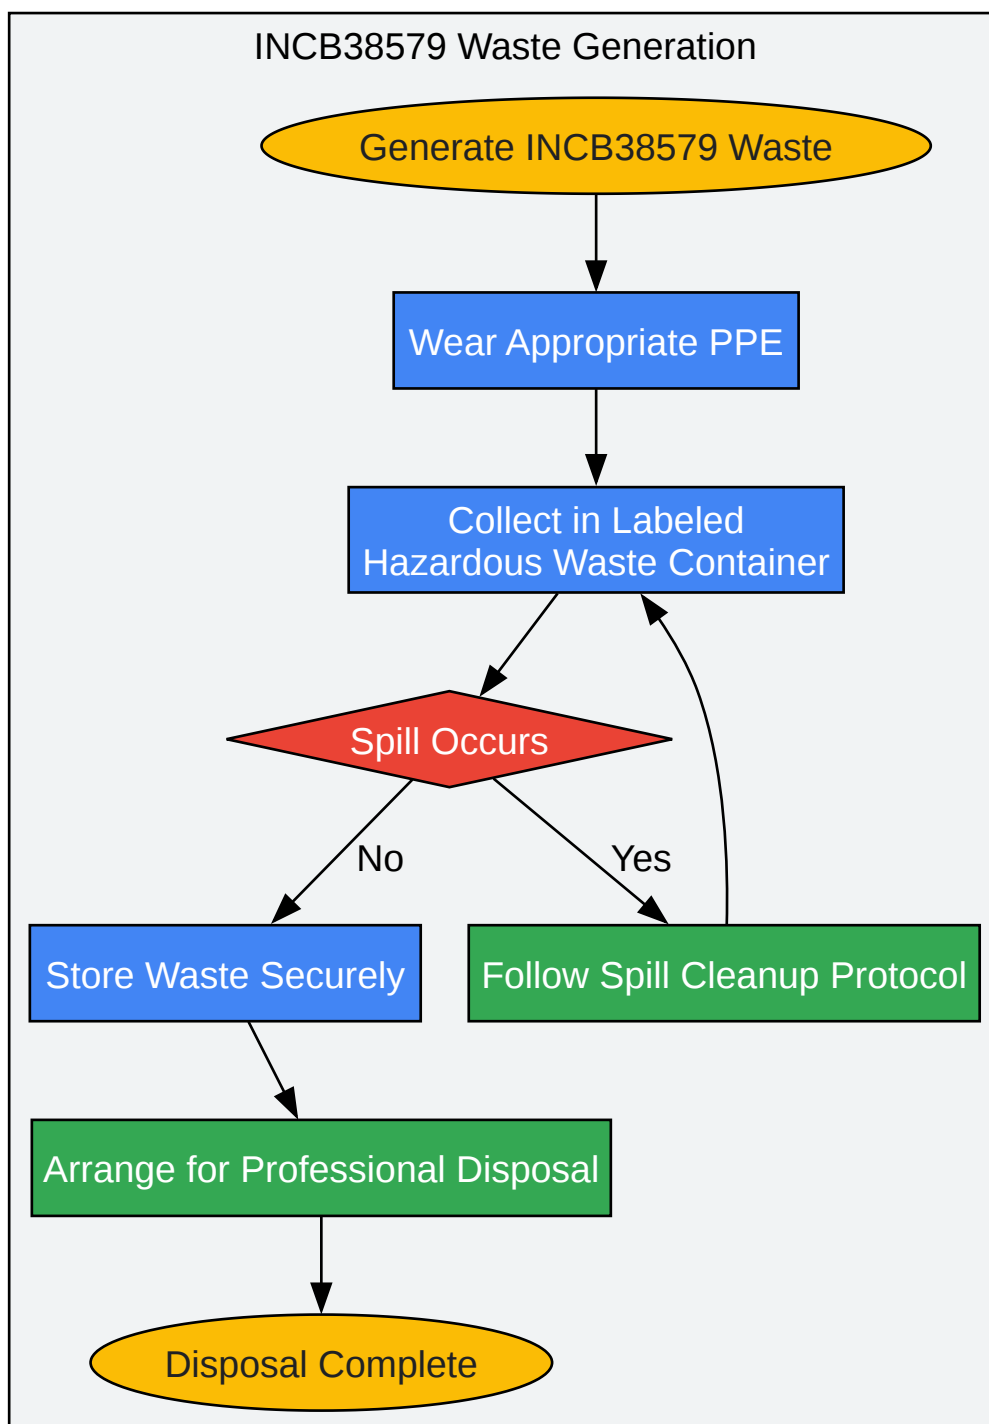 INCB38579 Waste Generation
Generate INCB38579 Waste
Wear Appropriate PPE
Collect in Labeled
Hazardous Waste Container
Spill Occurs
No
Yes
Store Waste Securely
Follow Spill Cleanup Protocol
Arrange for Professional Disposal
Disposal Complete